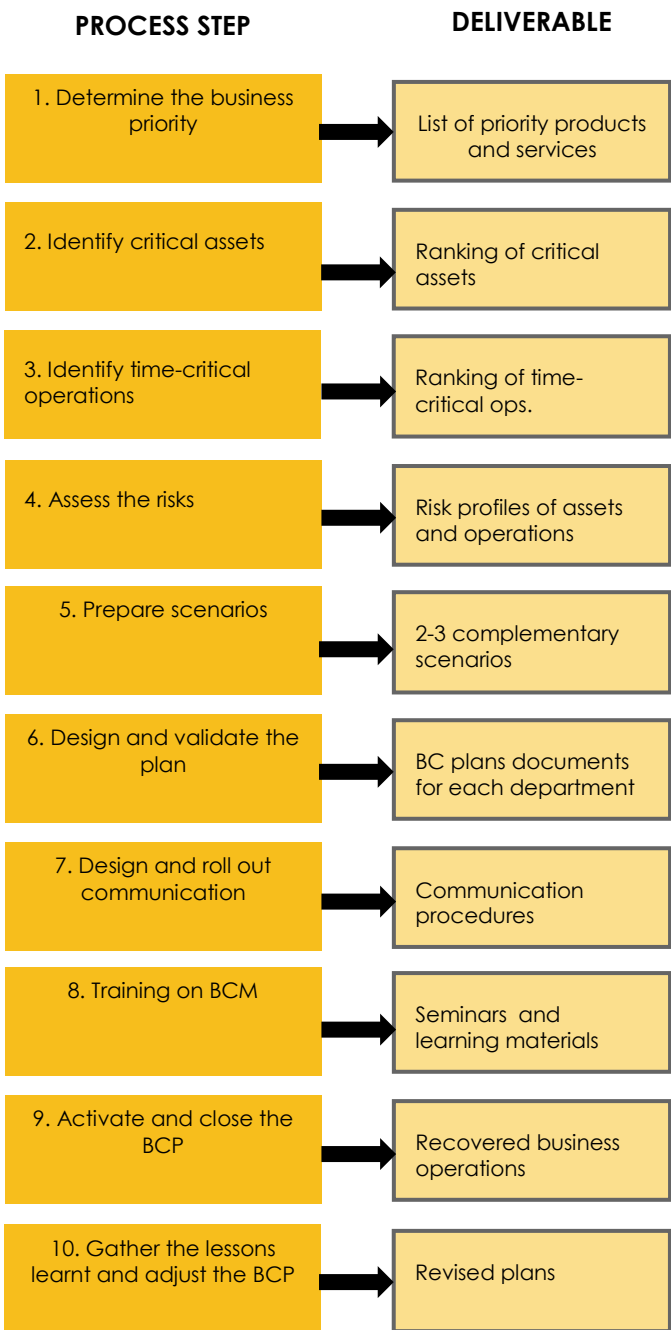 PROCESS STEP
DELIVERABLE
1. Determine the business
priority
List of priority products
and services
2. Identify critical assets
Ranking of critical
assets
3. Identify time-critical
operations
Ranking of time-
critical ops.
4. Assess the risks
Risk profiles of assets
and operations
5. Prepare scenarios
2-3 complementary
scenarios
6. Design and validate the
plan
BC plans documents
for each department
7. Design and roll out
communication
Communication
procedures
8. Training on BCM
Seminars and
learning materials
9. Activate and close the
BCP
Recovered business
operations
10. Gather the lessons
learnt and adjust the BCP
Revised plans